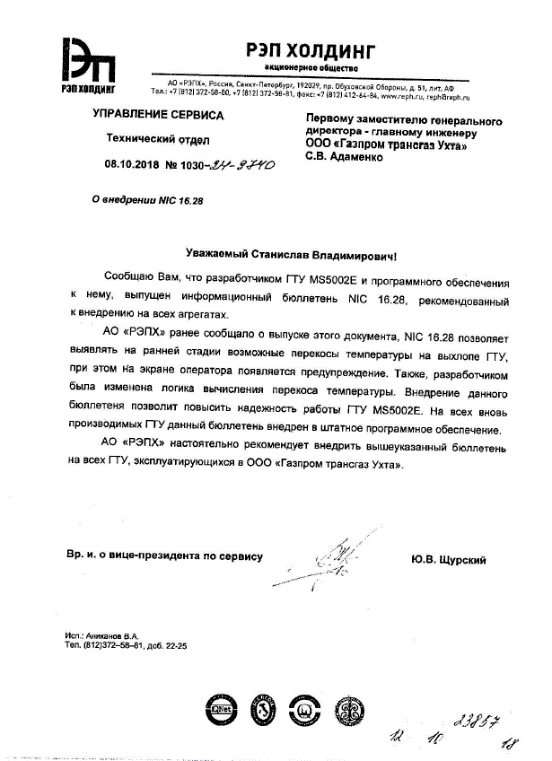 РЭП
РЭП ХОЛДИНГ
РЭП ХОЛДИНГ
акционерное общество
АО «РЭПХ», Россия, Санкт-Петербург, 192029, пр. Обуховской Обороны, д. 51, лит. АФ
Тел.: +7 (812) 372-58-80, +7 (812) 372-58-81, факс: +7 (812) 412-64-84, www.reph.ru, reph@reph.ru
УПРАВЛЕНИЕ СЕРВИСА
Технический отдел
08.10.2018 № 1030-24-9740
Первому заместителю генерального
директора - главному инженеру
ООО «Газпром трансгаз Ухта»
С.В. Адаменко
О внедрении NIC 16.28
Уважаемый Станислав Владимирович!
Сообщаю Вам, что разработчиком ГТУ MS5002E и программного обеспечения
к нему, выпущен информационный бюллетень NIC 16.28, рекомендованный
к внедрению на всех агрегатах.
АО «РЭПХ» ранее сообщало о выпуске этого документа, NIC 16.28 позволяет
выявлять на ранней стадии возможные перекосы температуры на выхлопе ГТУ,
при этом на экране оператора появляется предупреждение. Также, разработчиком
была изменена логика вычисления перекоса температуры. Внедрение данного
бюллетеня позволит повысить надежность работы ГТУ MS5002E. На всех вновь
производимых ГТУ данный бюллетень внедрен в штатное программное обеспечение.
АО «РЭПХ» настоятельно рекомендует внедрить вышеуказанный бюллетень
на всех ГТУ, эксплуатирующихся в ООО «Газпром трансгаз Ухта».
Вр. и. о вице-президента по сервису
Ю.В. Щурский
Исп.: Аниканов В.А.
Тел. (812)372–58–81, доб. 22-25
IQNet
23857
12 10 18